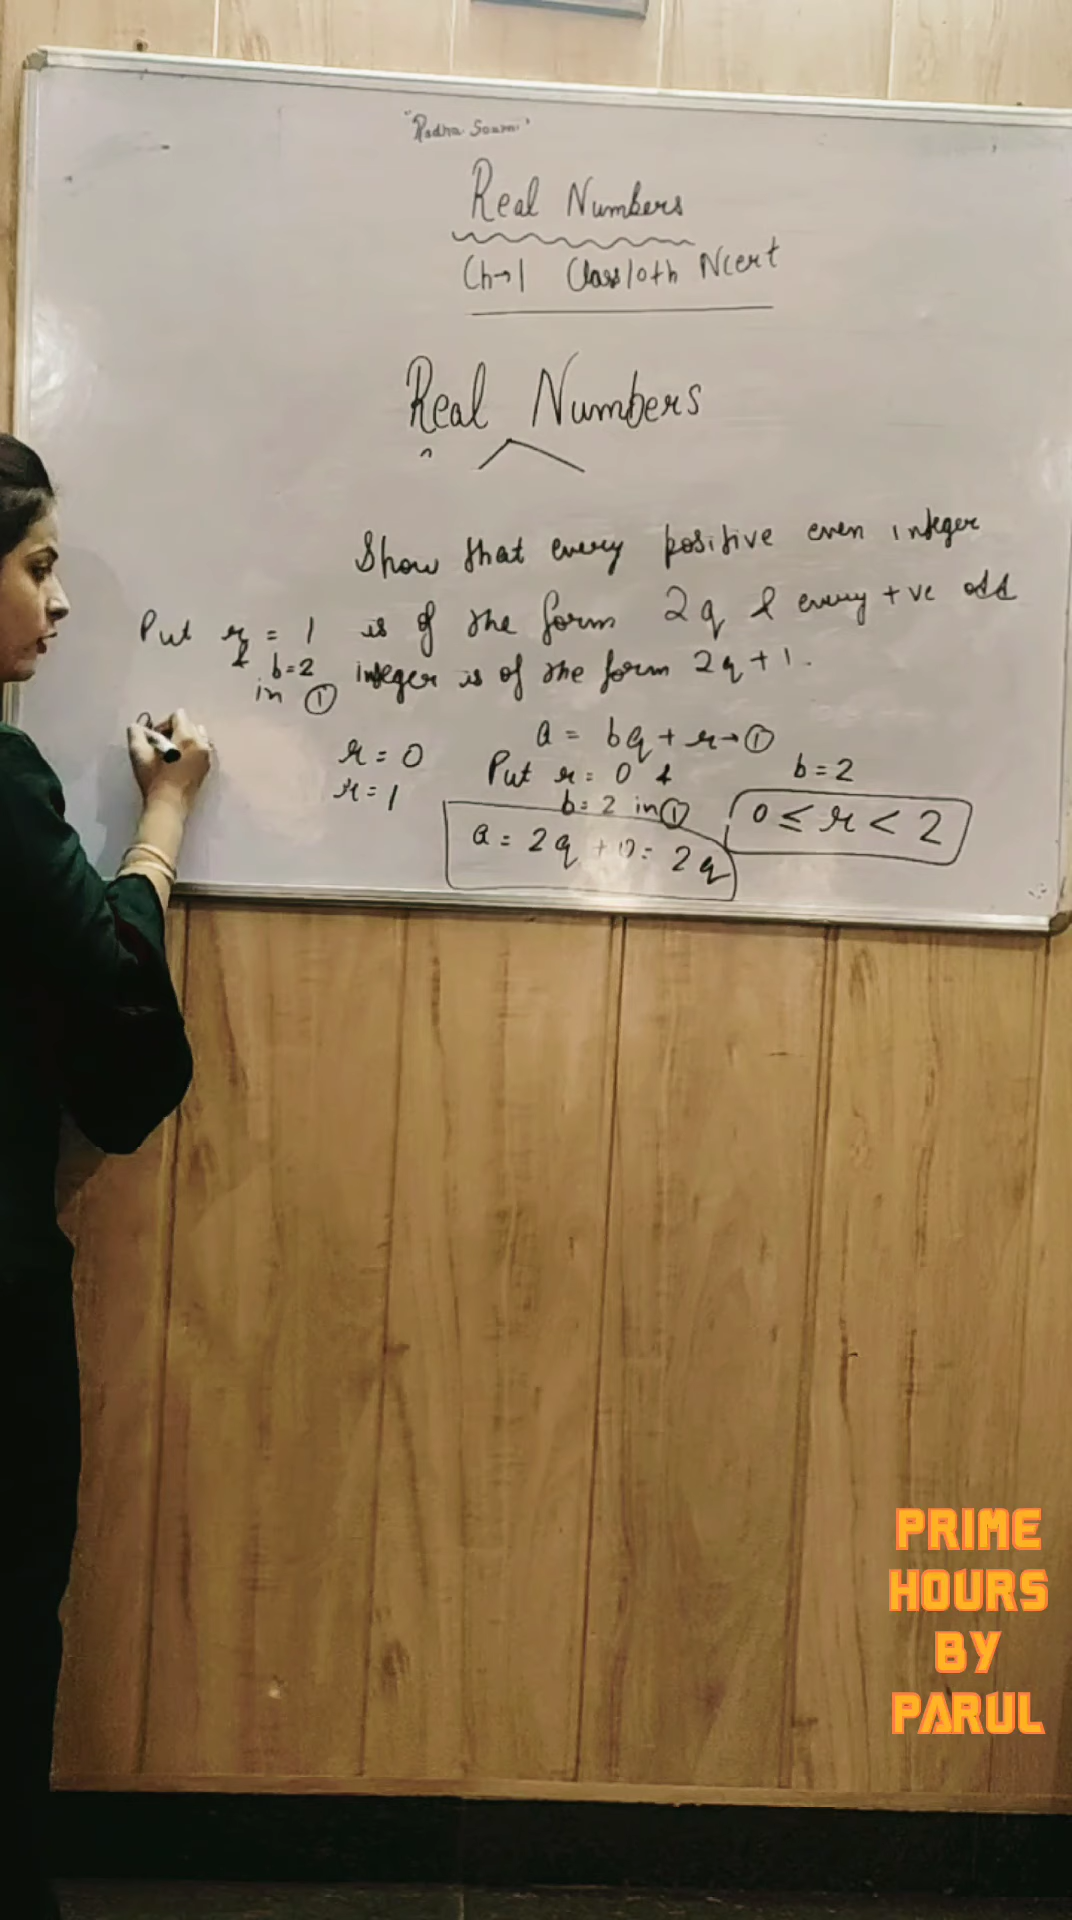 "Radha Soami"
Real Numbers
Ch→1 Class 10th Ncert
Real Numbers
Show that every positive even integer
is of the form 2q & every +ve odd
integer is of the form 2q + 1.
a = bq + r → ①
b = 2
0 ≤ r < 2
r = 0
r = 1
Put r = 0 &
b = 2 in ①
a = 2q + 0 = 2q
Put r = 1
& b = 2
in ①
PRIME
HOURS
BY
PARUL